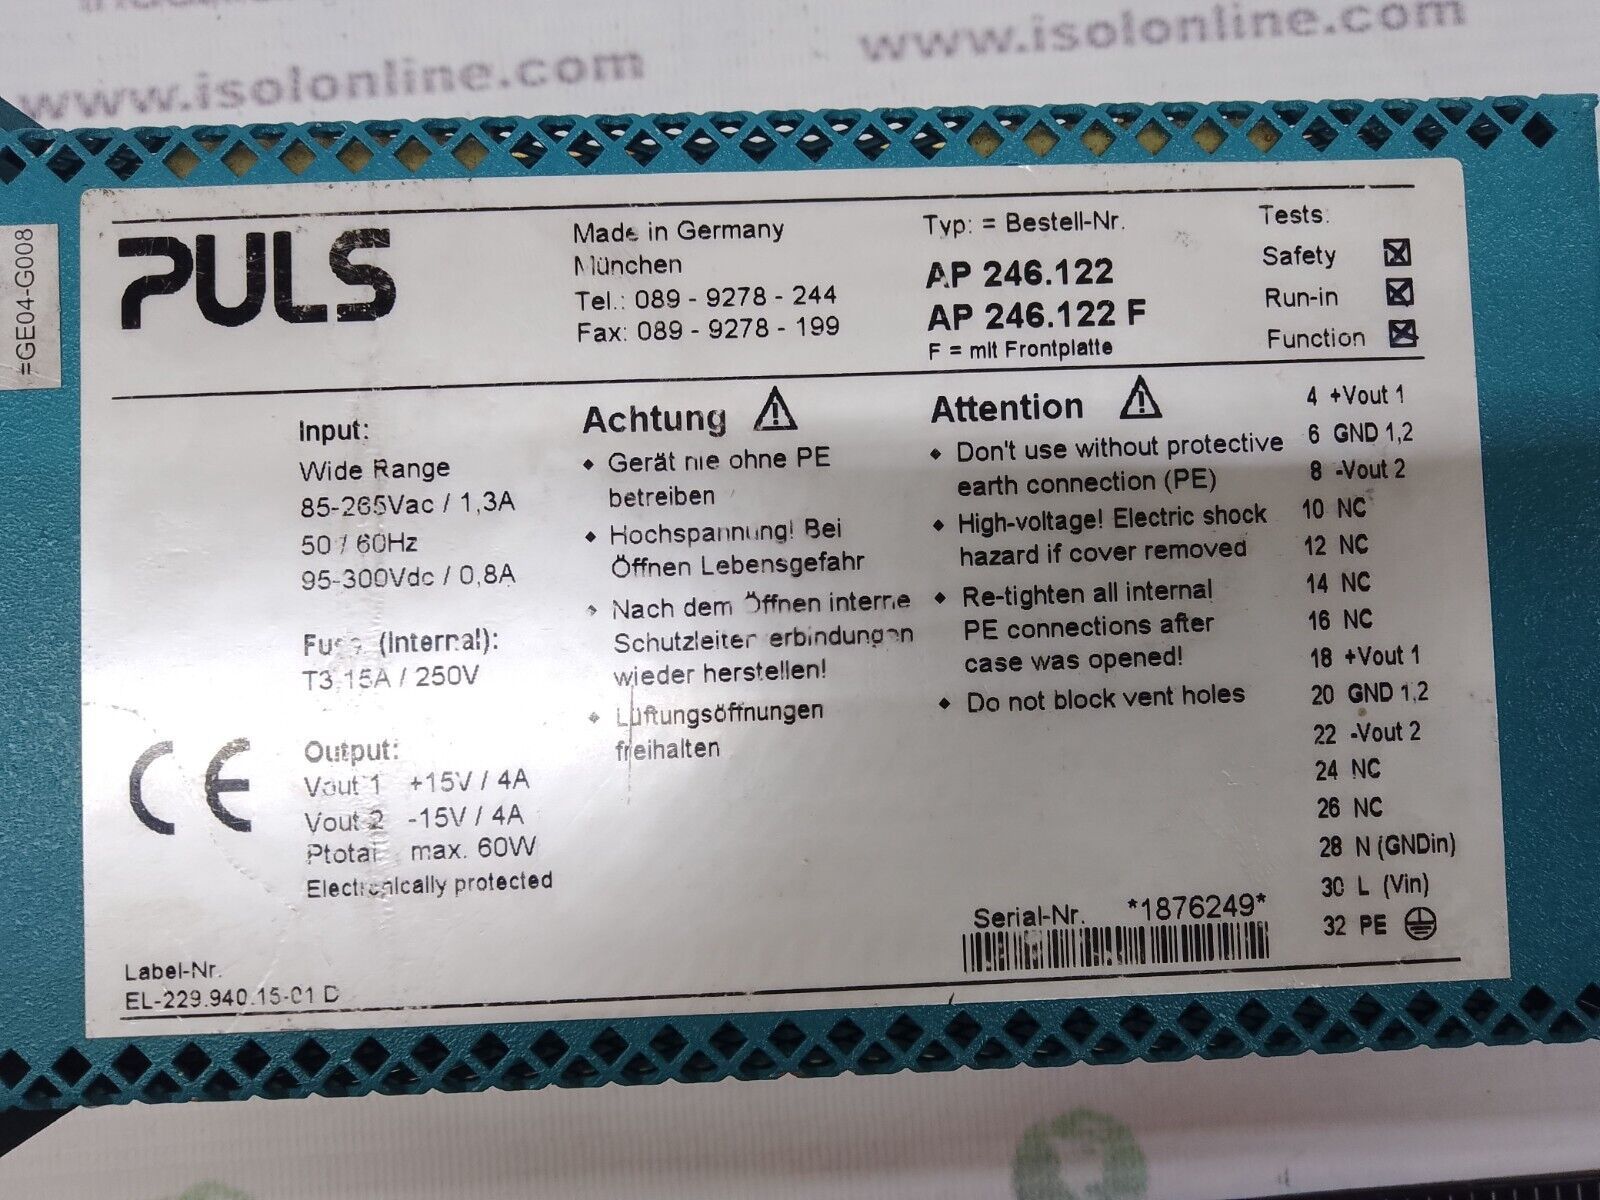 www.isolonline.com
www.isolonline.com
=GE04-G008
PULS
Made in Germany
München
Tel.: 089 - 9278 - 244
Fax: 089 - 9278 - 199
Typ: = Bestell-Nr.
AP 246.122
AP 246.122 F
F = mit Frontplatte
Tests:
Safety
Run-in
Function
Input:
Wide Range
85-265Vac / 1,3A
50 / 60Hz
95-300Vdc / 0,8A
Fuse (Internal):
T3,15A / 250V
Output:
Vout 1 +15V / 4A
Vout 2 -15V / 4A
Ptotal max. 60W
Electronically protected
CE
Label-Nr.
EL-229.940.15-01 D
Achtung
Gerät nie ohne PE
betreiben
Hochspannung! Bei
Öffnen Lebensgefahr
Nach dem Öffnen interne
Schutzleiterverbindungen
wieder herstellen!
Lüftungsöffnungen
freihalten
Attention
Don't use without protective
earth connection (PE)
High-voltage! Electric shock
hazard if cover removed
Re-tighten all internal
PE connections after
case was opened!
Do not block vent holes
Serial-Nr. *1876249*
4 +Vout 1
6 GND 1,2
8 -Vout 2
10 NC
12 NC
14 NC
16 NC
18 +Vout 1
20 GND 1,2
22 -Vout 2
24 NC
26 NC
28 N (GNDin)
30 L (Vin)
32 PE